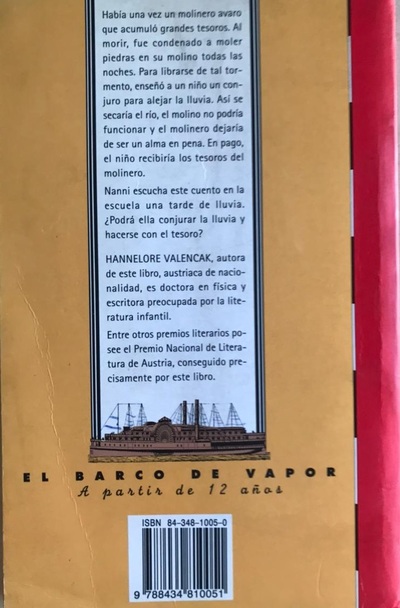 Había una vez un molinero avaro
que acumuló grandes tesoros. Al
morir, fue condenado a moler
piedras en su molino todas las
noches. Para librarse de tal tor-
mento, enseñó a un niño un con-
juro para alejar la lluvia. Así se
secaría el río, el molino no podría
funcionar y el molinero dejaría
de ser un alma en pena. En pago,
el niño recibiría los tesoros del
molinero.
Nanni escucha este cuento en la
escuela una tarde de lluvia.
¿Podrá ella conjurar la lluvia y
hacerse con el tesoro?
HANNELORE VALENCAK, autora
de este libro, austriaca de nacio-
nalidad, es doctora en física y
escritora preocupada por la lite-
ratura infantil.
Entre otros premios literarios po-
see el Premio Nacional de Litera-
tura de Austria, conseguido pre-
cisamente por este libro.
EL BARCO DE VAPOR
A partir de 12 años
ISBN 84-348-1005-0
9 788434 810051